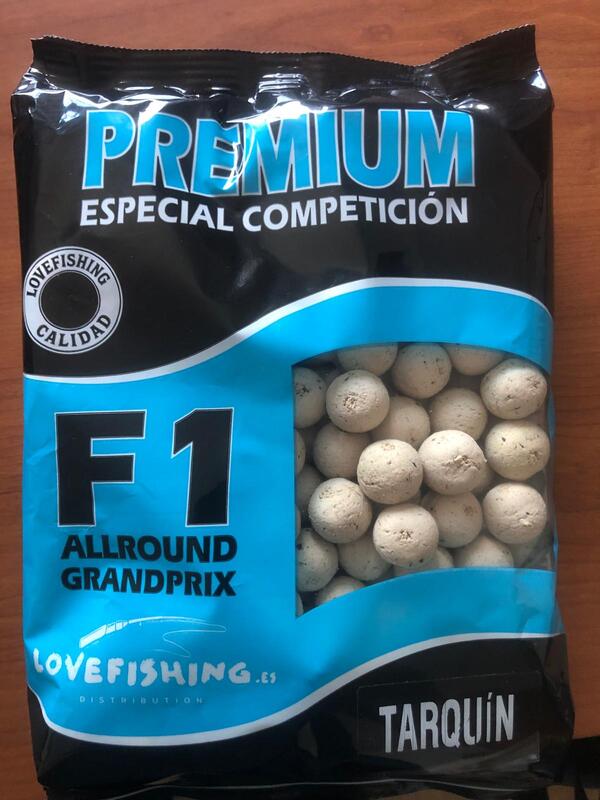 PREMIUM
ESPECIAL COMPETICIÓN
LOVEFISHING
CALIDAD
F1
ALLROUND
GRANDPRIX
LOVEFISHING.ES
DISTRIBUTION
TARQUíN